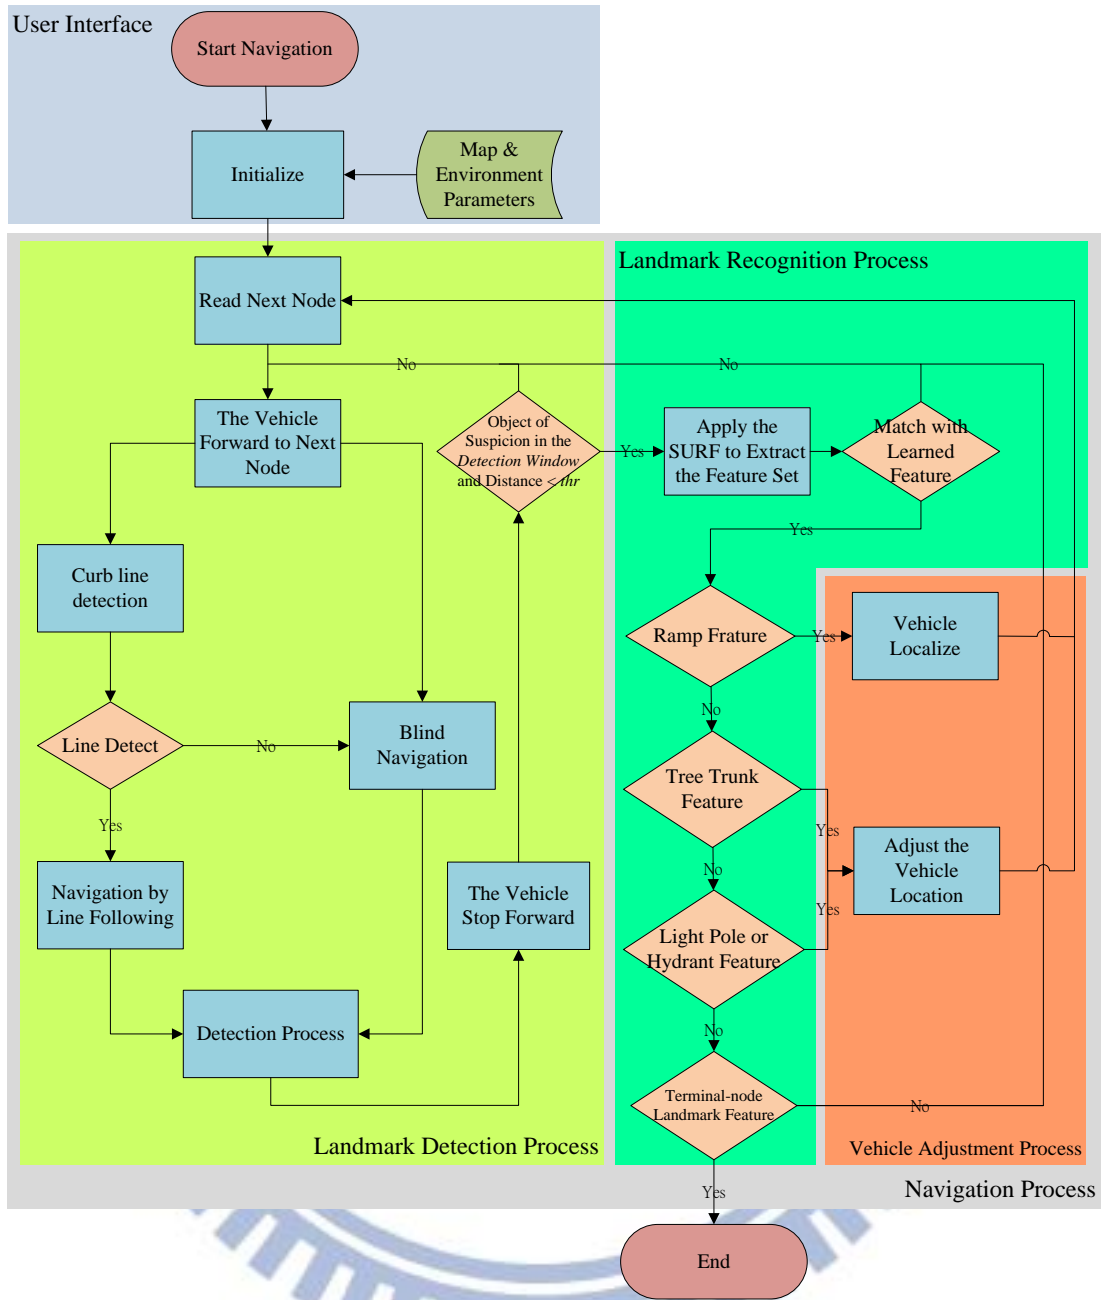 User Interface
Start Navigation
Initialize
Map &
Environment
Parameters
Landmark Recognition Process
Read Next Node
No
No
The Vehicle
Forward to Next
Node
Object of
Suspicion in the
Detection Window
and Distance < thr
Yes
Apply the
SURF to Extract
the Feature Set
Match with
Learned
Feature
Yes
Curb line
detection
Ramp Frature
Yes
Vehicle
Localize
No
Line Detect
No
Blind
Navigation
Tree Trunk
Feature
Yes
Yes
No
Adjust the
Vehicle
Location
Navigation by
Line Following
The Vehicle
Stop Forward
Yes
Light Pole or
Hydrant Feature
Detection Process
No
Terminal-node
Landmark Feature
No
Landmark Detection Process
Vehicle Adjustment Process
Navigation Process
Yes
End